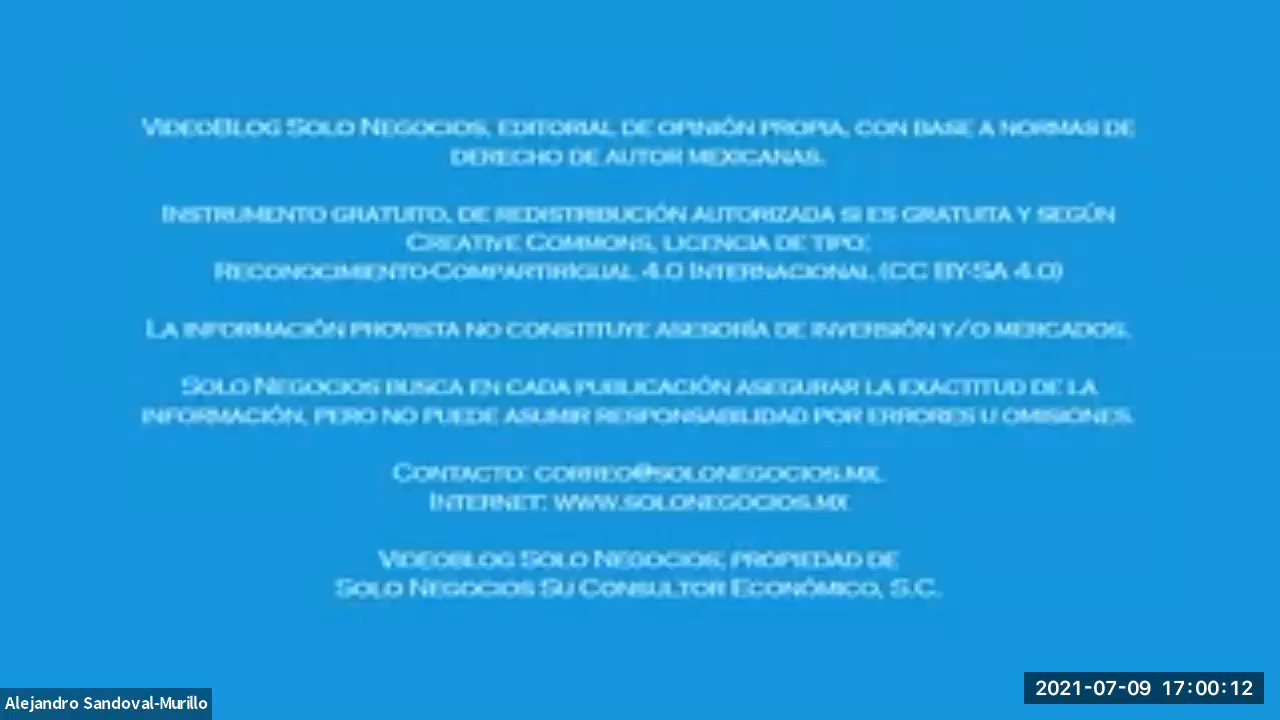 VideoBlog Solo Negocios, editorial de opinión propia, con base a normas de
derecho de autor mexicanas.
Instrumento gratuito, de redistribución autorizada si es gratuita y según
Creative Commons, licencia de tipo:
Reconocimiento-CompartirIgual 4.0 Internacional (CC BY-SA 4.0)
La información provista no constituye asesoría de inversión y/o mercados.
Solo Negocios busca en cada publicación asegurar la exactitud de la
información, pero no puede asumir responsabilidad por errores u omisiones.
Contacto: correo@solonegocios.mx
Internet: www.solonegocios.mx
Videoblog Solo Negocios, propiedad de
Solo Negocios Su Consultor Económico, S.C.
Alejandro Sandoval-Murillo
2021-07-09 17:00:12